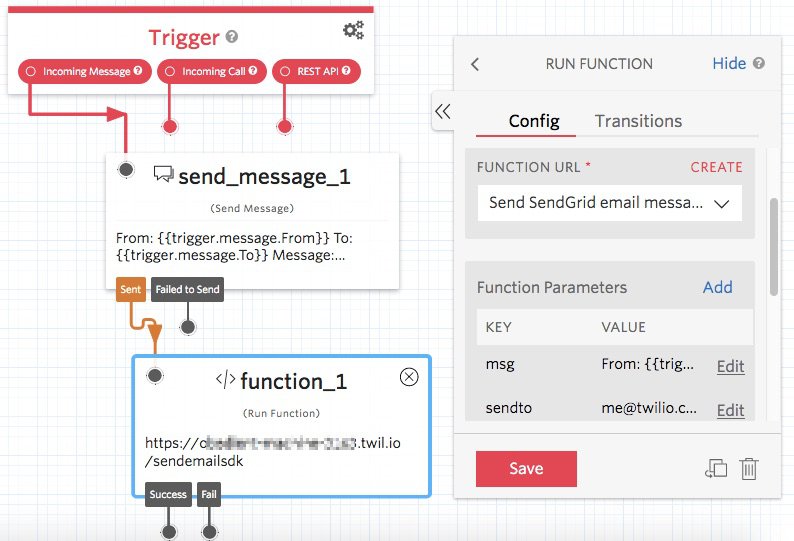 Trigger ?
Incoming Message ?
Incoming Call ?
REST API ?
send_message_1
(Send Message)
From: {{trigger.message.From}} To:
{{trigger.message.To}} Message:...
Sent
Failed to Send
</> function_1
(Run Function)
https://o 3.twil.io
/sendemailsdk
Success
Fail
RUN FUNCTION
Hide ?
Config
Transitions
FUNCTION URL *
CREATE
Send SendGrid email messa...
Function Parameters
Add
KEY
VALUE
msg
From: {{trig...
Edit
sendto
me@twilio.c...
Edit
Save